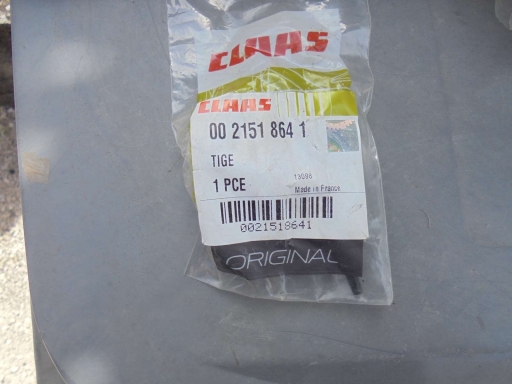 CLAAS
CLAAS
00 2151 864 1
TIGE
1 PCE
13098
Made in France
0021518641
ORIGINAL